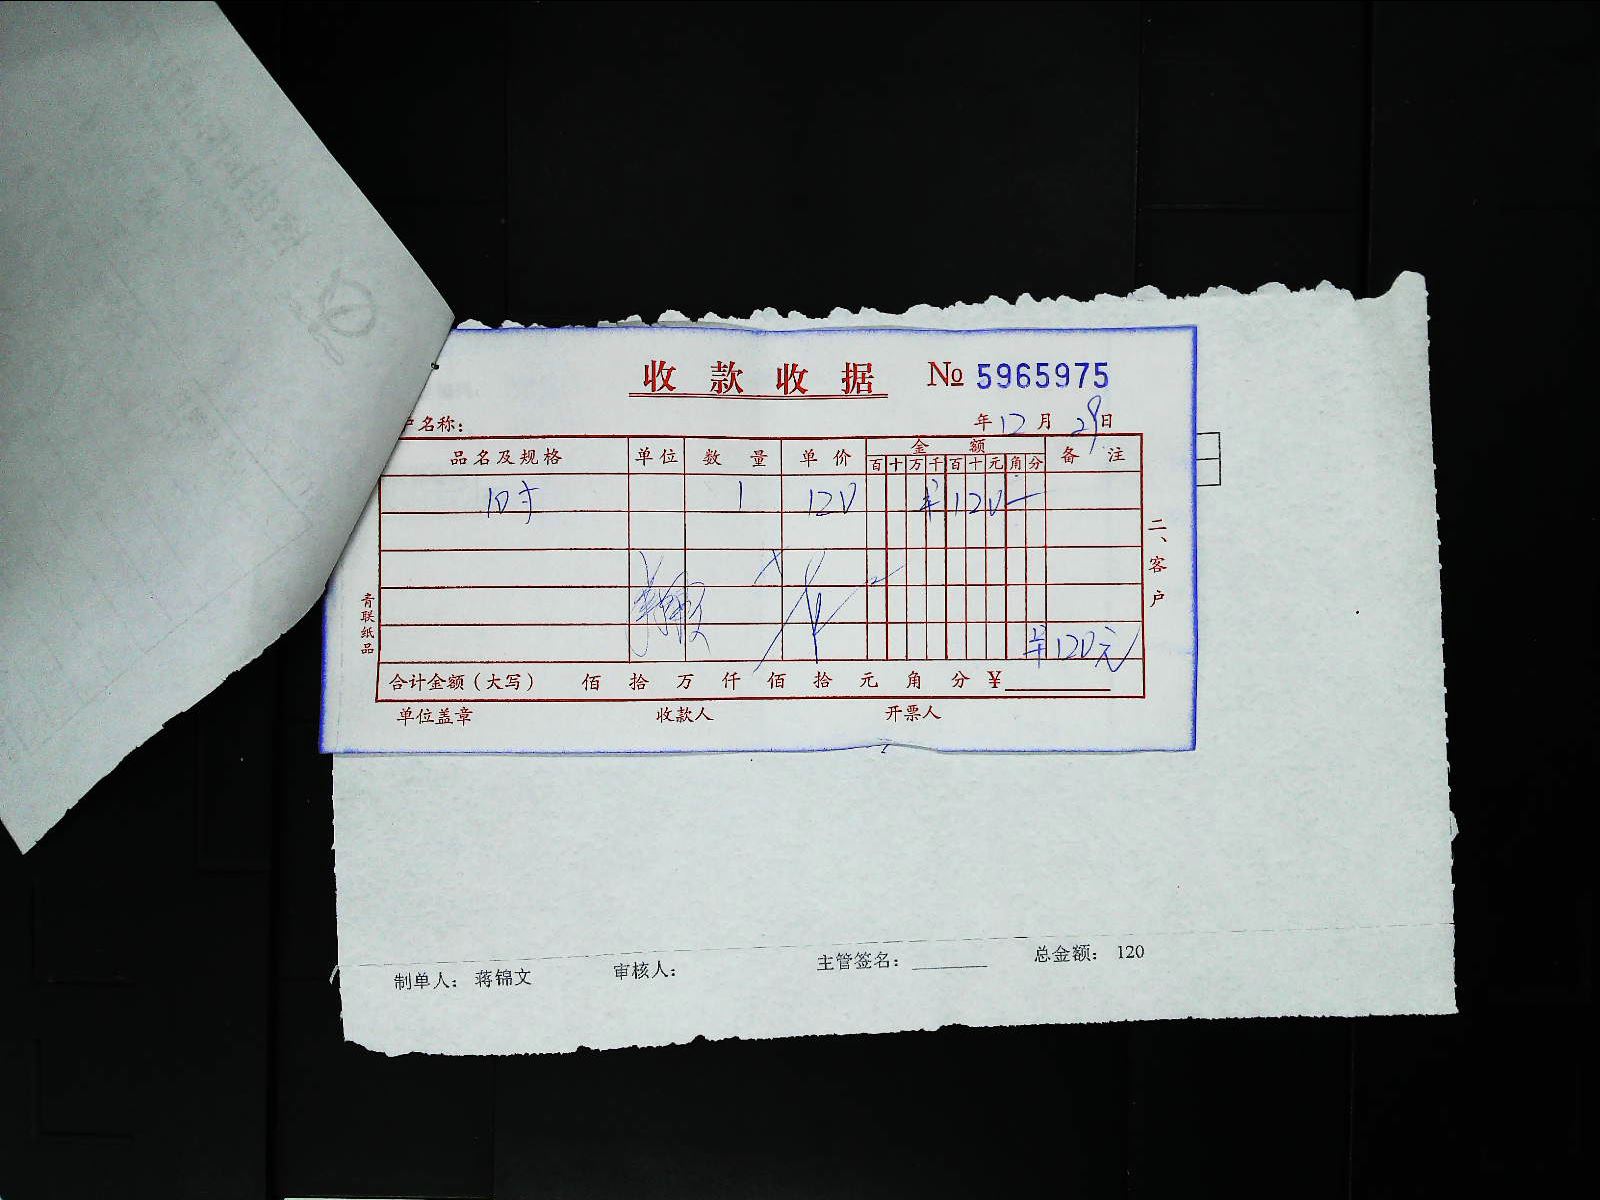 收款收据 № 5965975
户名称： 年12月29日
品名及规格 单位 数量 单价 金额 备注
百十万千百十元角分
10寸 1 120 ¥120—
¥120元
合计金额（大写） 佰 拾 万 仟 佰 拾 元 角 分 ¥
单位盖章 收款人 开票人
二、客户
青联纸品
制单人： 蒋锦文 审核人： 主管签名： 总金额： 120